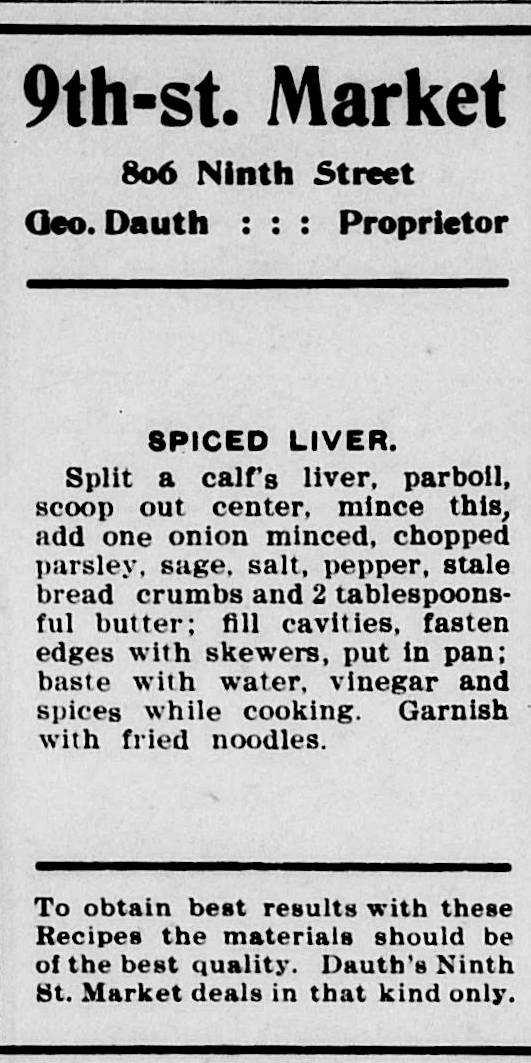 9th-st. Market
806 Ninth Street
Geo. Dauth : : : Proprietor
SPICED LIVER.
Split a calf's liver, parboil,
scoop out center, mince this,
add one onion minced, chopped
parsley, sage, salt, pepper, stale
bread crumbs and 2 tablespoons-
ful butter; fill cavities, fasten
edges with skewers, put in pan;
baste with water, vinegar and
spices while cooking. Garnish
with fried noodles.
To obtain best results with these
Recipes the materials should be
of the best quality. Dauth's Ninth
St. Market deals in that kind only.